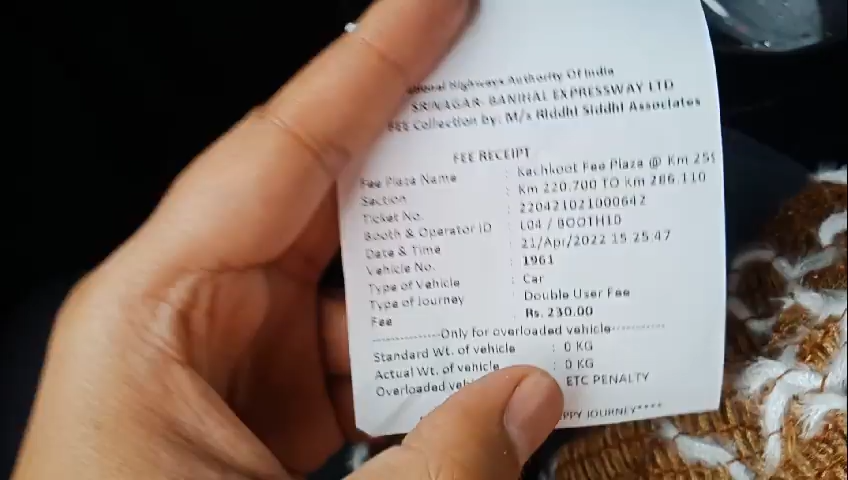 National Highways Authority Of India
SRINAGAR- BANIHAL EXPRESSWAY LTD
Fee Collection by: M/s Riddhi Siddhi Associates
FEE RECEIPT
Fee Plaza Name : Kachkoot Fee Plaza @ Km 259
Section : Km 220.700 TO Km 286.110
Ticket No. : 220421021000642
Booth & Operator ID : L04 / BOOTH10
Date & Time : 21/Apr/2022 15 25:47
Vehicle No. : 1961
Type of Vehicle : Car
Type of Journey : Double User Fee
Fee : Rs. 230.00
------------Only for overloaded vehicle------------
Standard Wt. of vehicle : 0 KG
Actual Wt. of vehicle : 0 KG
Overloaded ETC PENALTY
JOURNEY****